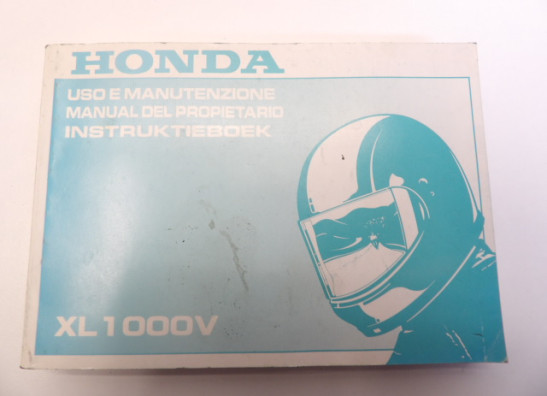 HONDA
USO E MANUTENZIONE
MANUAL DEL PROPIETARIO
INSTRUKTIEBOEK
XL1000V